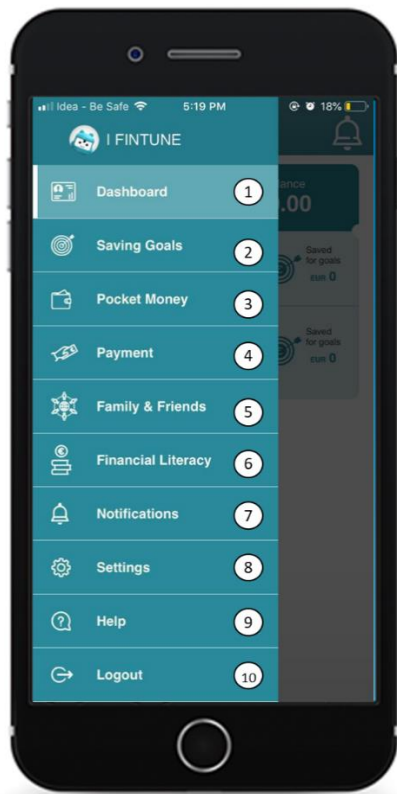 Idea - Be Safe 5:19 PM 18%
I FINTUNE
Dashboard 1
Saving Goals 2
Pocket Money 3
Payment 4
Family & Friends 5
Financial Literacy 6
Notifications 7
Settings 8
Help 9
Logout 10
.00
Saved
for goals
EUR 0
Saved
for goals
EUR 0